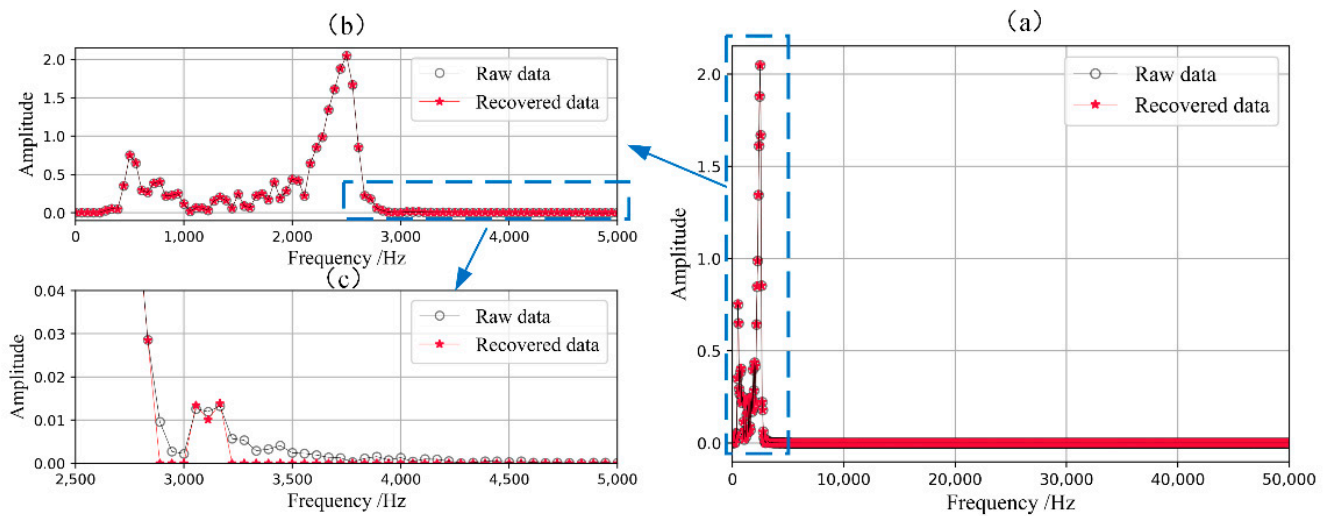 (b)
2.0
1.5
1.0
0.5
0.0
Amplitude
Raw data
Recovered data
0 1,000 2,000 3,000 4,000 5,000
Frequency /Hz
(c)
0.04
0.03
0.02
0.01
0.00
Amplitude
Raw data
Recovered data
2,500 3,000 3,500 4,000 4,500 5,000
Frequency /Hz
(a)
2.0
1.5
1.0
0.5
0.0
Amplitude
Raw data
Recovered data
0 10,000 20,000 30,000 40,000 50,000
Frequency /Hz